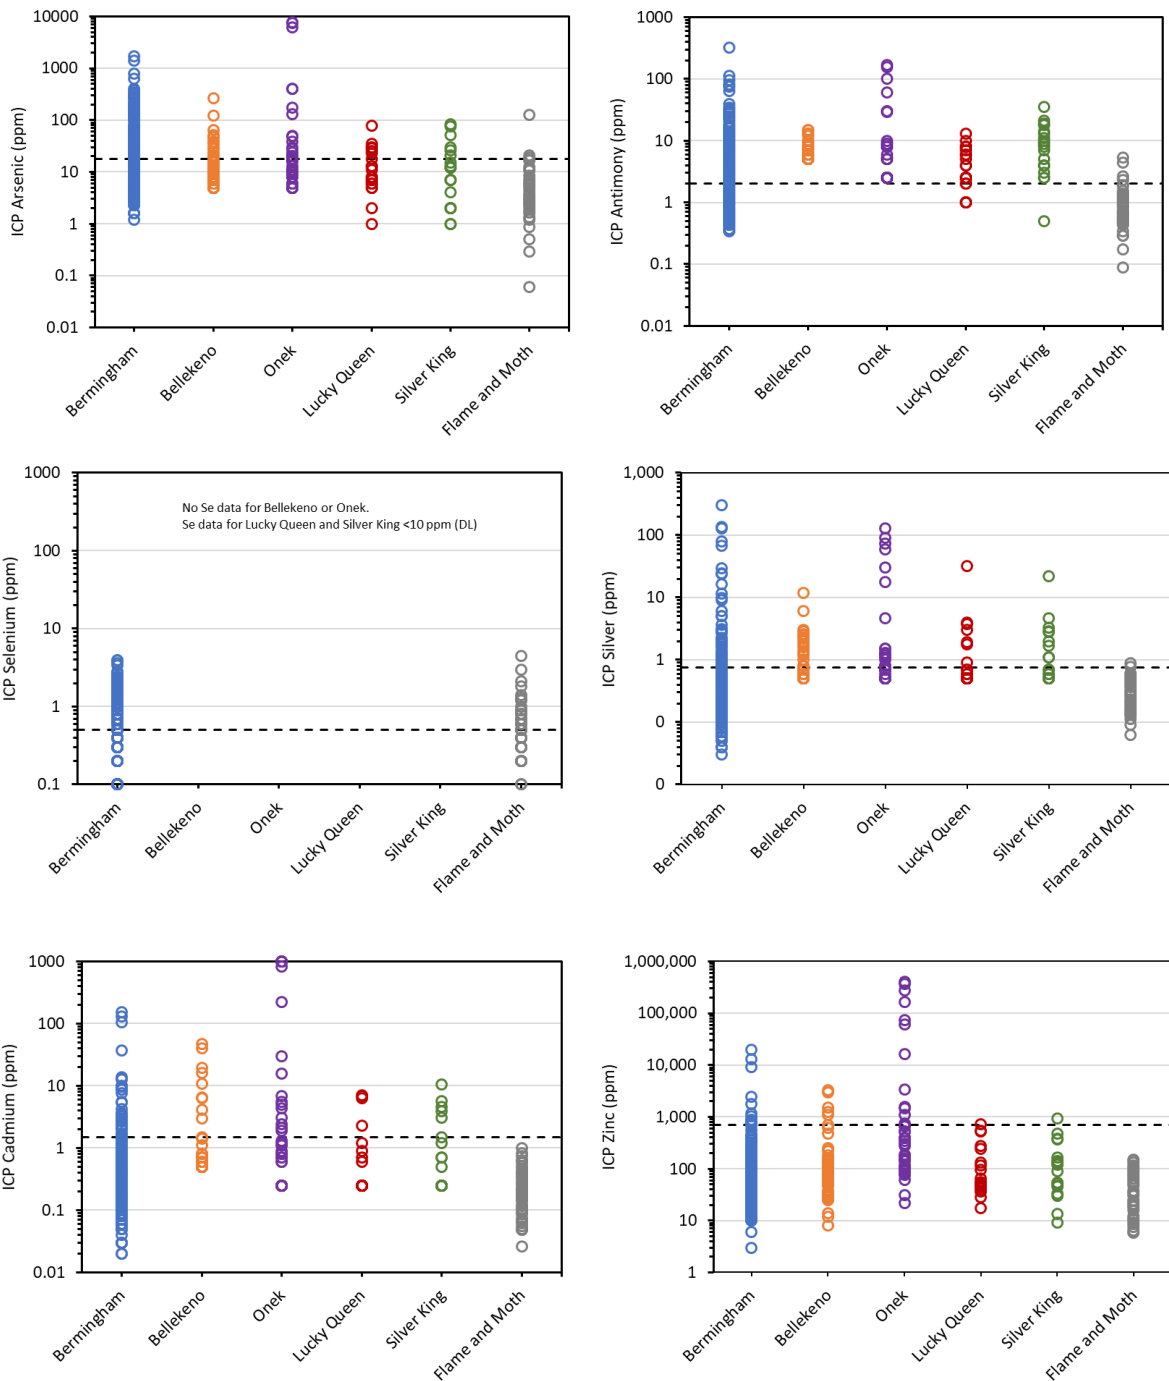 ICP Arsenic (ppm)
10000
1000
100
10
1
0.1
0.01
Bermingham
Bellekeno
Onek
Lucky Queen
Silver King
Flame and Moth
ICP Antimony (ppm)
1000
100
10
1
0.1
0.01
Bermingham
Bellekeno
Onek
Lucky Queen
Silver King
Flame and Moth
ICP Selenium (ppm)
1000
100
10
1
0.1
No Se data for Bellekeno or Onek.
Se data for Lucky Queen and Silver King <10 ppm (DL)
Bermingham
Bellekeno
Onek
Lucky Queen
Silver King
Flame and Moth
ICP Silver (ppm)
1,000
100
10
1
0
0
Bermingham
Bellekeno
Onek
Lucky Queen
Silver King
Flame and Moth
ICP Cadmium (ppm)
1000
100
10
1
0.1
0.01
Bermingham
Bellekeno
Onek
Lucky Queen
Silver King
Flame and Moth
ICP Zinc (ppm)
1,000,000
100,000
10,000
1,000
100
10
1
Bermingham
Bellekeno
Onek
Lucky Queen
Silver King
Flame and Moth